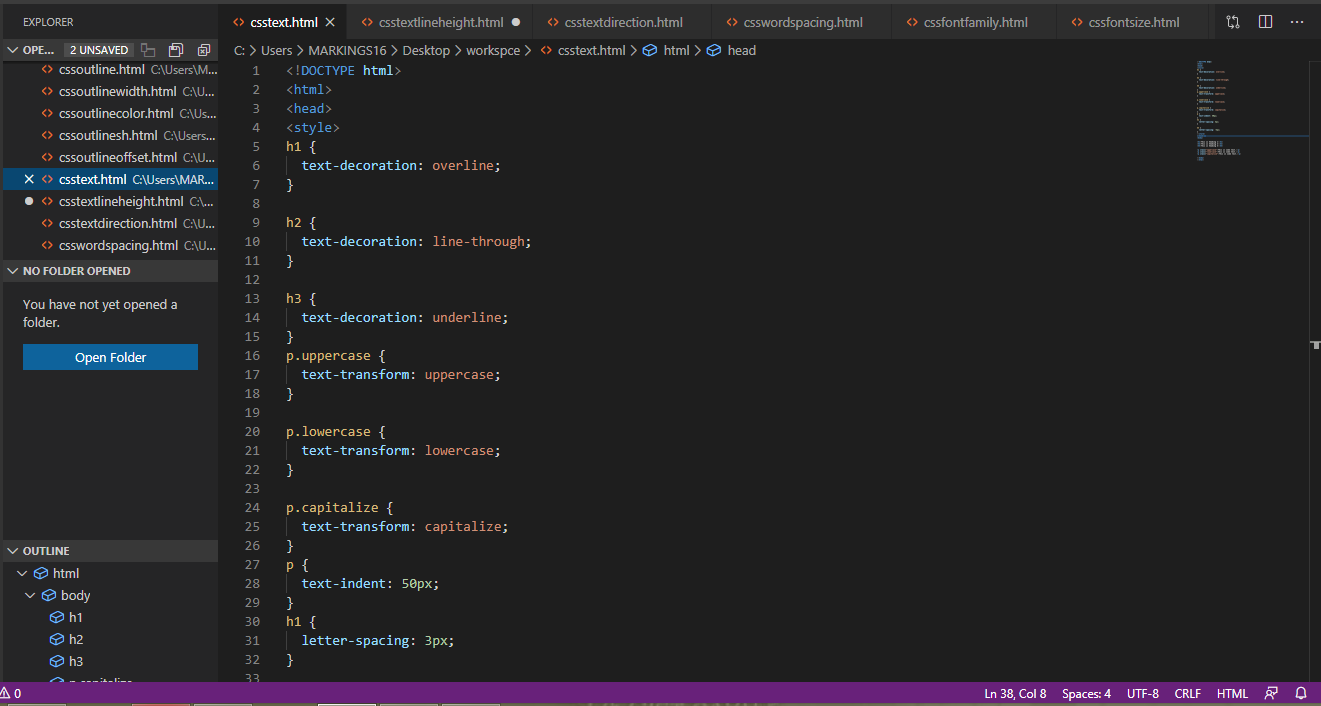 EXPLORER
csstext.html
csstextlineheight.html
csstextdirection.html
csswordspacing.html
cssfontfamily.html
cssfontsize.html
OPE... 2 UNSAVED
C: > Users > MARKINGS16 > Desktop > workspce > csstext.html > html > head
cssoutline.html C:\Users\M...
cssoutlinewidth.html C:\U...
cssoutlinecolor.html C:\Us...
cssoutlinesh.html C:\Users...
cssoutlineoffset.html C:\U...
csstext.html C:\Users\MAR...
csstextlineheight.html C:\...
csstextdirection.html C:\U...
csswordspacing.html C:\U...
NO FOLDER OPENED
You have not yet opened a
folder.
Open Folder
OUTLINE
html
body
h1
h2
h3
p.capitalize
1 <!DOCTYPE html>
2 <html>
3 <head>
4 <style>
5 h1 {
6 text-decoration: overline;
7 }
8
9 h2 {
10 text-decoration: line-through;
11 }
12
13 h3 {
14 text-decoration: underline;
15 }
16 p.uppercase {
17 text-transform: uppercase;
18 }
19
20 p.lowercase {
21 text-transform: lowercase;
22 }
23
24 p.capitalize {
25 text-transform: capitalize;
26 }
27 p {
28 text-indent: 50px;
29 }
30 h1 {
31 letter-spacing: 3px;
32 }
33
0
Ln 38, Col 8 Spaces: 4 UTF-8 CRLF HTML